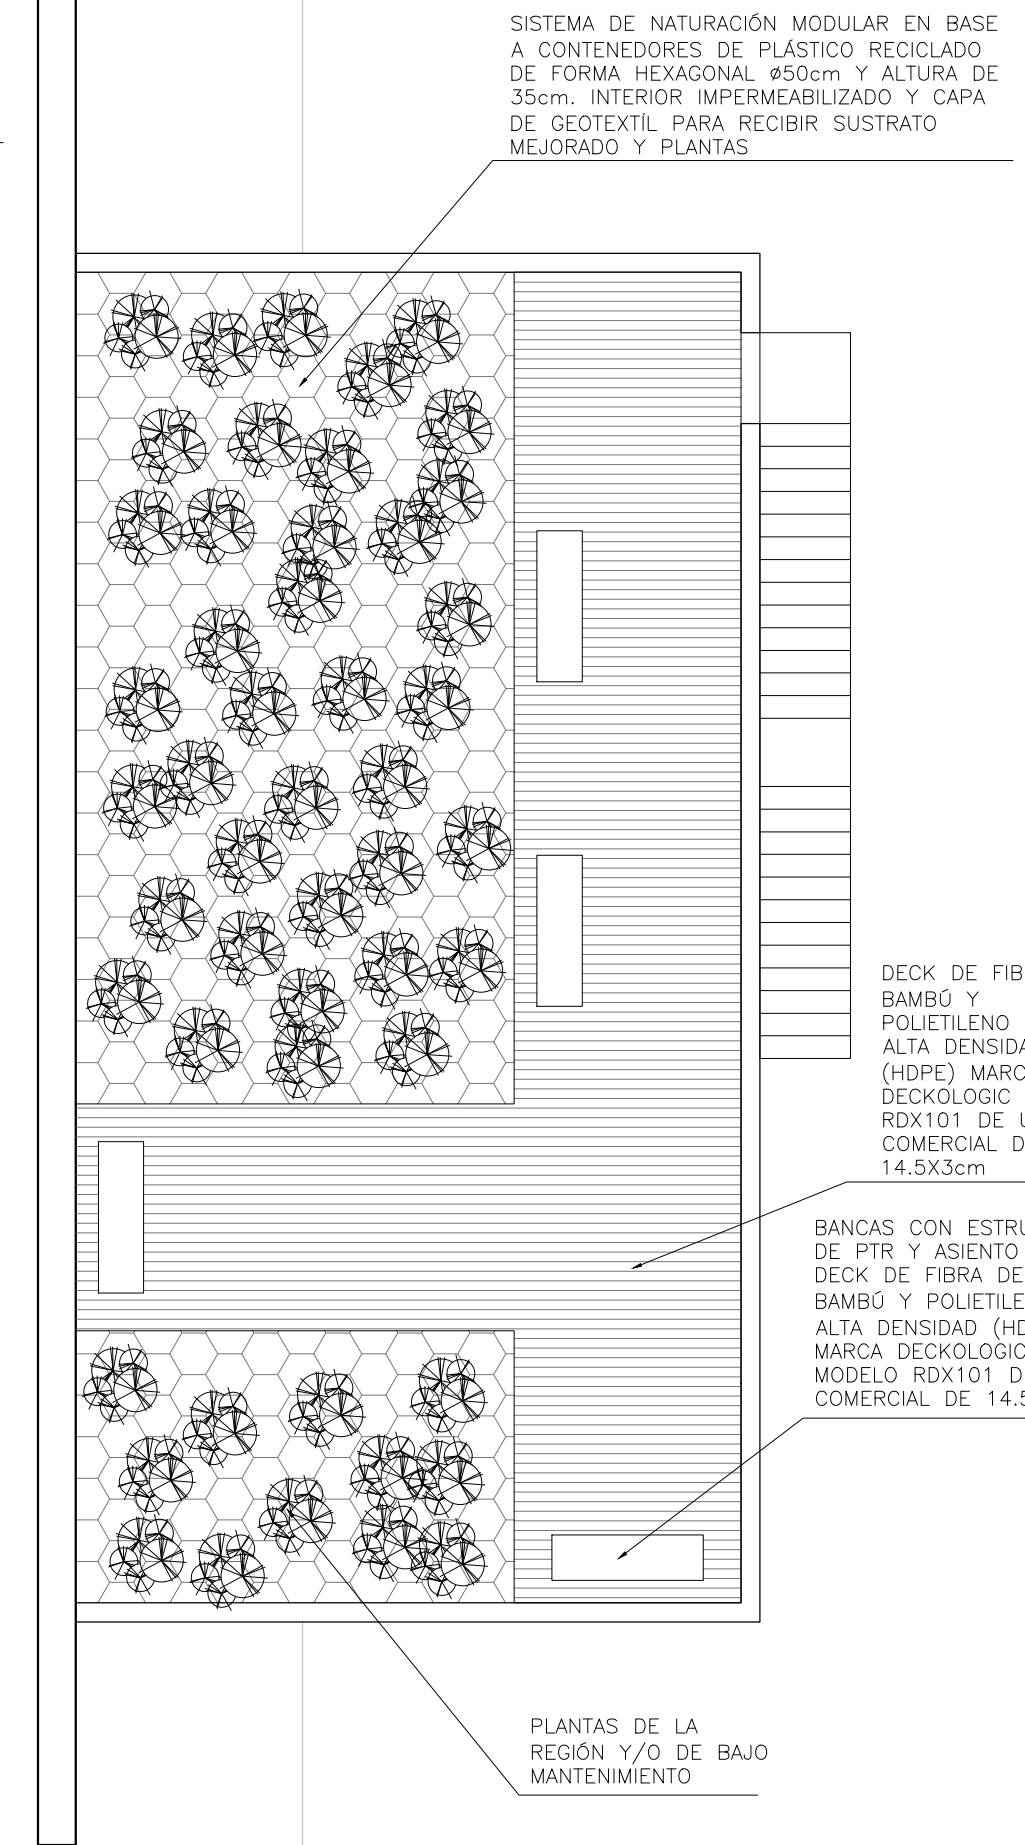 SISTEMA DE NATURACIÓN MODULAR EN BASE
A CONTENEDORES DE PLÁSTICO RECICLADO
DE FORMA HEXAGONAL ø50cm Y ALTURA DE
35cm. INTERIOR IMPERMEABILIZADO Y CAPA
DE GEOTEXTÍL PARA RECIBIR SUSTRATO
MEJORADO Y PLANTAS
DECK DE FIB
BAMBÚ Y
POLIETILENO
ALTA DENSIDA
(HDPE) MARC
DECKOLOGIC
RDX101 DE U
COMERCIAL D
14.5X3cm
BANCAS CON ESTRU
DE PTR Y ASIENTO
DECK DE FIBRA DE
BAMBÚ Y POLIETILE
ALTA DENSIDAD (HD
MARCA DECKOLOGIC
MODELO RDX101 D
COMERCIAL DE 14.5
PLANTAS DE LA
REGIÓN Y/O DE BAJO
MANTENIMIENTO